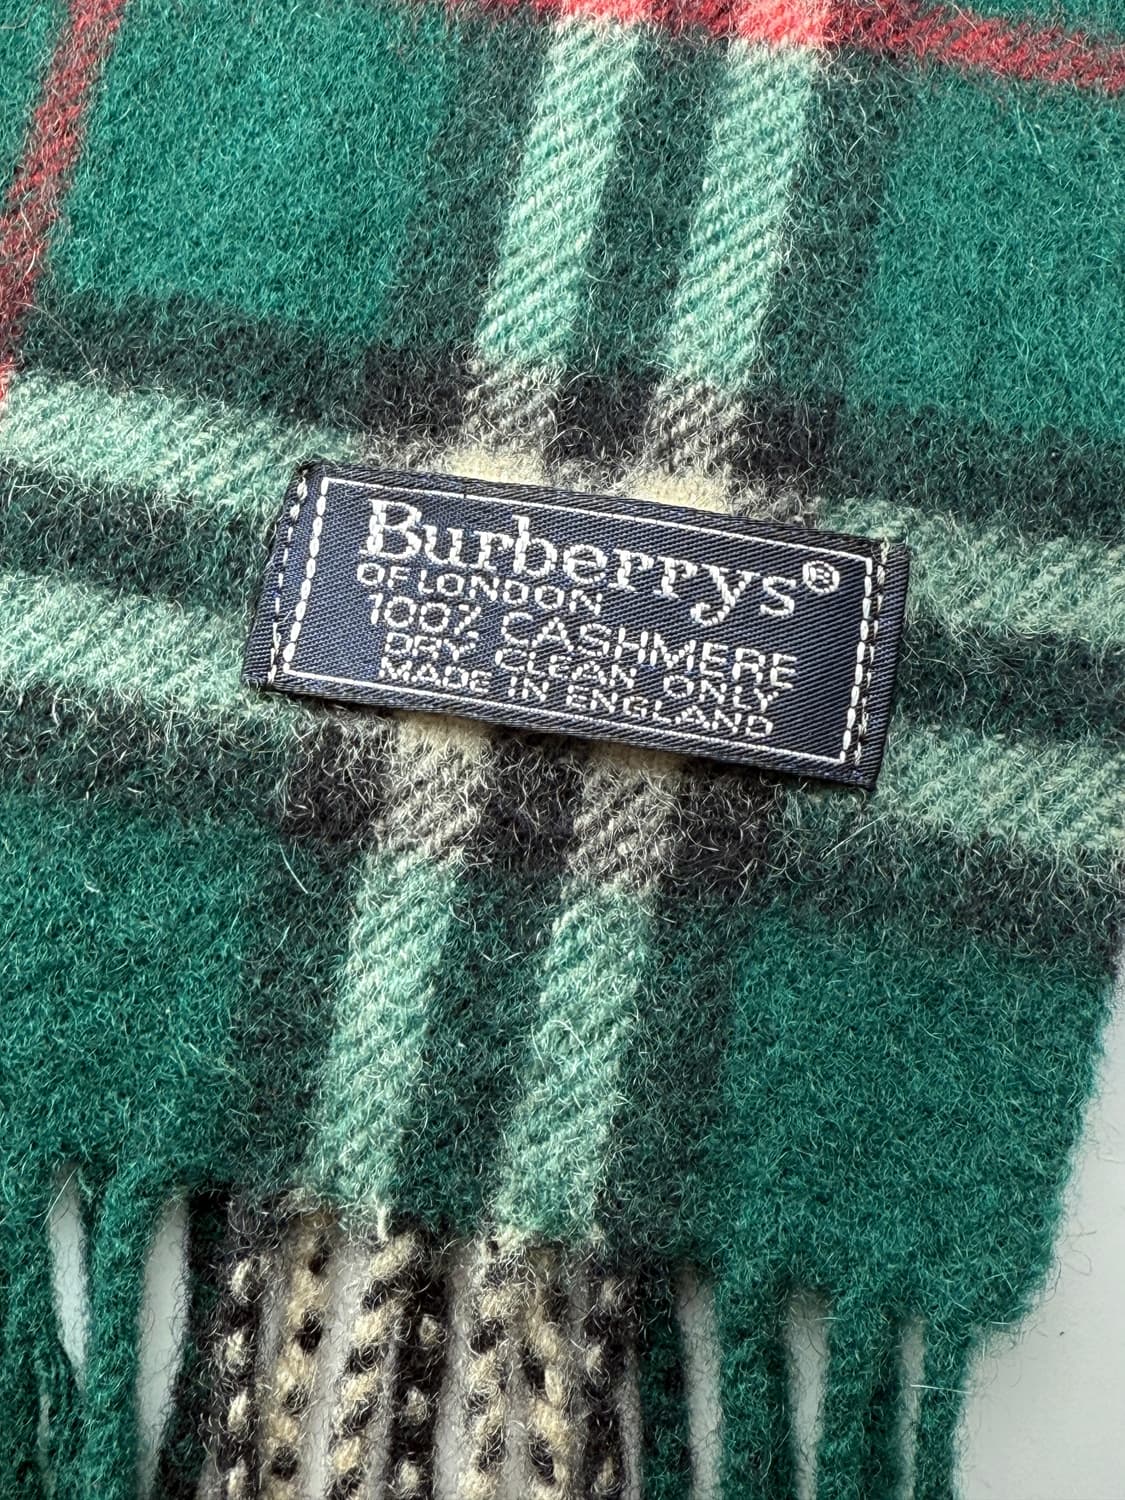 Burberrys®
OF LONDON
100% CASHMERE
DRY CLEAN ONLY
MADE IN ENGLAND